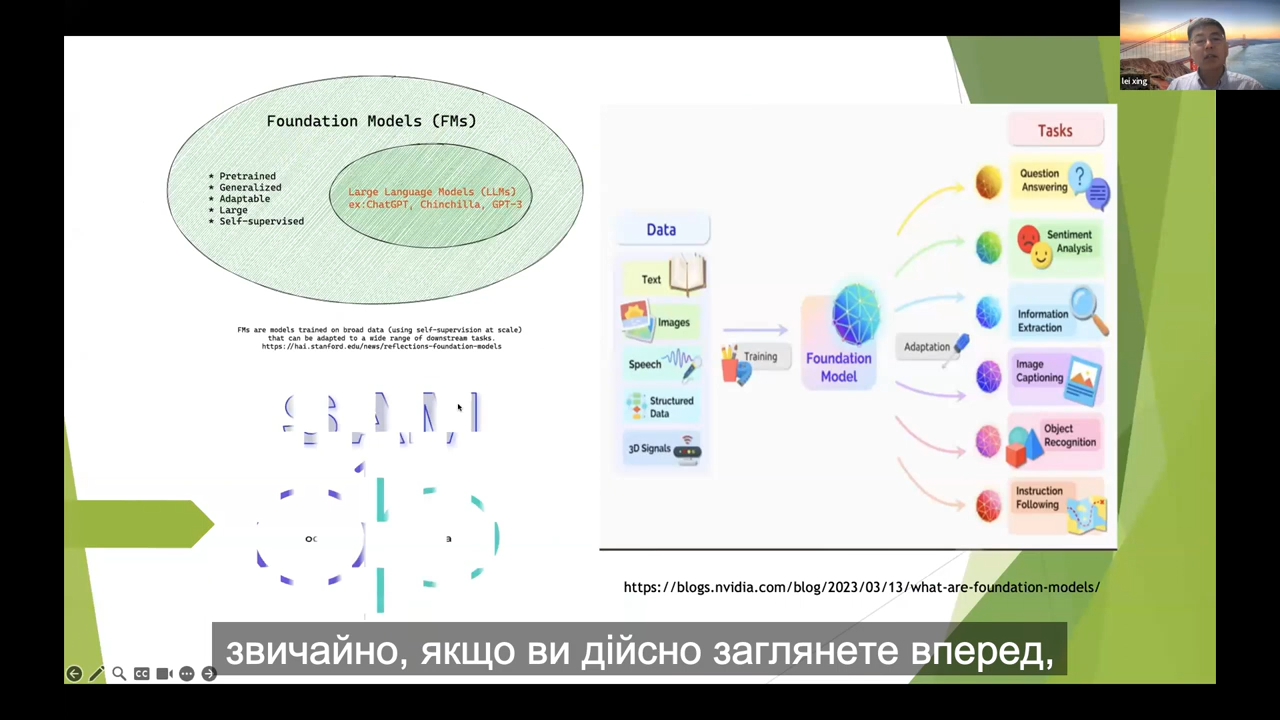 lei xing
Foundation Models (FMs)
* Pretrained
* Generalized
* Adaptable
* Large
* Self-supervised
Large Language Models (LLMs)
ex:ChatGPT, Chinchilla, GPT-3
FMs are models trained on broad data (using self-supervision at scale)
that can be adapted to a wide range of downstream tasks.
https://hai.stanford.edu/news/reflections-foundation-models
Data
Text
Images
Speech
Structured
Data
3D Signals
Training
Foundation
Model
Adaptation
Tasks
Question
Answering
Sentiment
Analysis
Information
Extraction
Image
Captioning
Object
Recognition
Instruction
Following
https://blogs.nvidia.com/blog/2023/03/13/what-are-foundation-models/
CC
звичайно, якщо ви дійсно заглянете вперед,